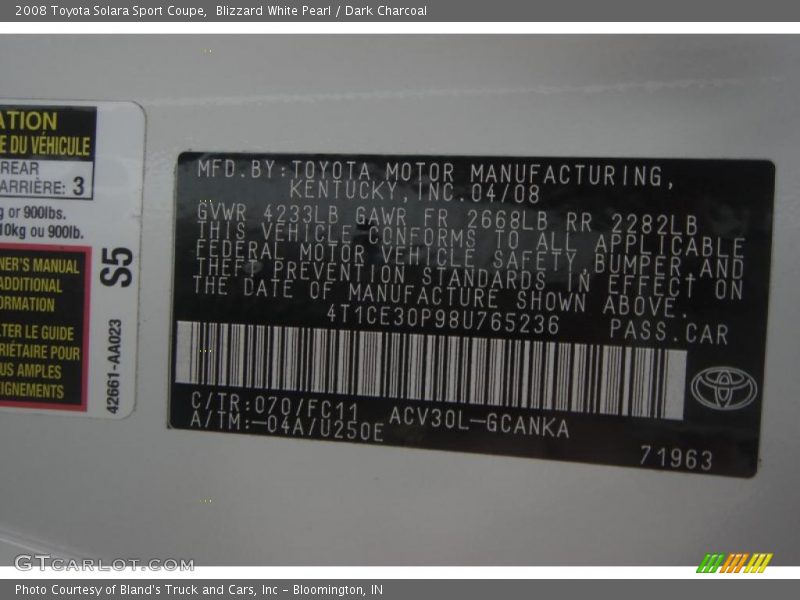 2008 Toyota Solara Sport Coupe,  Blizzard White Pearl / Dark Charcoal
ATION
E DU VÉHICULE
REAR
ARRIÈRE: 3
g or 900lbs.
10kg ou 900lb.
NER'S MANUAL
ADDITIONAL
ORMATION
LTER LE GUIDE
RIÉTAIRE POUR
US AMPLES
EIGNEMENTS
S5
42661-AA023
MFD.BY:TOYOTA MOTOR MANUFACTURING,
KENTUCKY,INC.04/08
GVWR 4233LB GAWR FR 2668LB RR 2282LB
THIS VEHICLE CONFORMS TO ALL APPLICABLE
FEDERAL MOTOR VEHICLE SAFETY,BUMPER,AND
THEFT PREVENTION STANDARDS IN EFFECT ON
THE DATE OF MANUFACTURE SHOWN ABOVE.
4T1CE30P98U765236 PASS.CAR
C/TR:070/FC11 ACV30L-GCANKA
A/TM:-04A/U250E
71963
GTCARLOT.COM
Photo Courtesy of Bland's Truck and Cars, Inc - Bloomington, IN